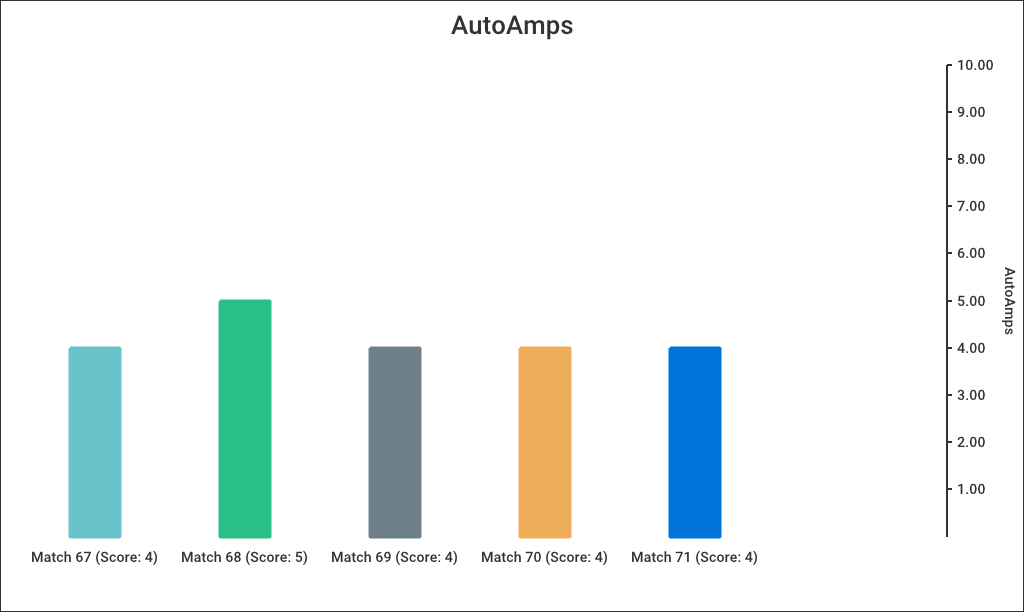 AutoAmps
10.00
9.00
8.00
7.00
6.00
5.00
4.00
3.00
2.00
1.00
AutoAmps
Match 67 (Score: 4)
Match 68 (Score: 5)
Match 69 (Score: 4)
Match 70 (Score: 4)
Match 71 (Score: 4)